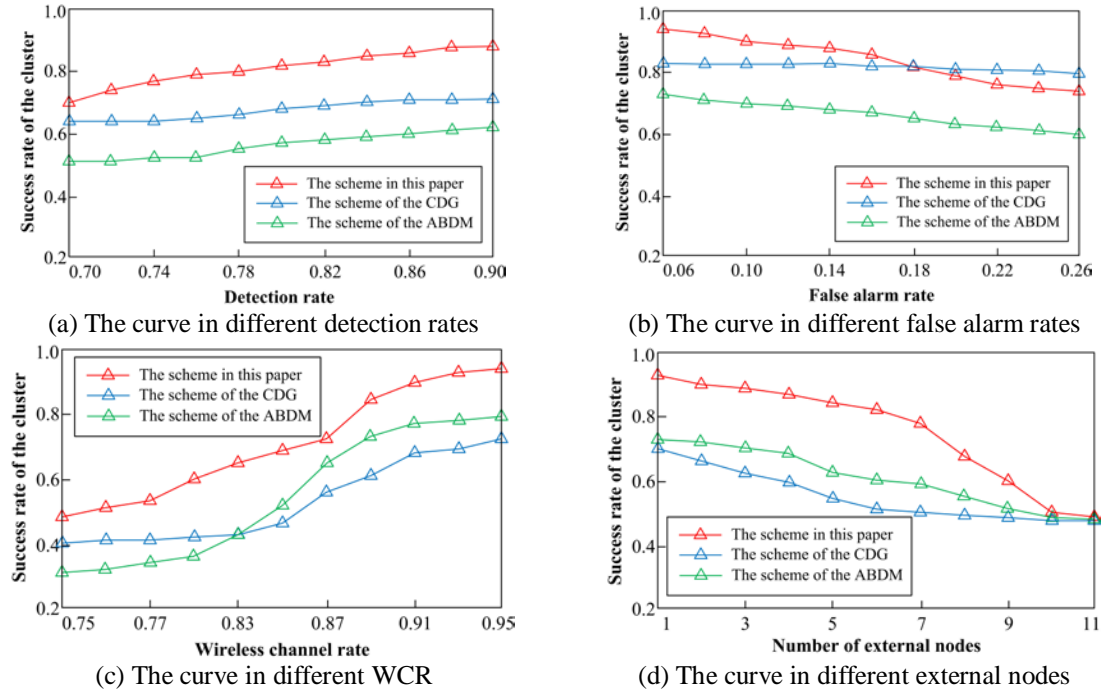 1.0
0.8
0.6
0.4
0.2
Success rate of the cluster
The scheme in this paper
The scheme of the CDG
The scheme of the ABDM
0.70 0.74 0.78 0.82 0.86 0.90
Detection rate
(a) The curve in different detection rates
1.0
0.8
0.6
0.4
0.2
Success rate of the cluster
The scheme in this paper
The scheme of the CDG
The scheme of the ABDM
0.06 0.10 0.14 0.18 0.22 0.26
False alarm rate
(b) The curve in different false alarm rates
1.0
0.8
0.6
0.4
0.2
Success rate of the cluster
The scheme in this paper
The scheme of the CDG
The scheme of the ABDM
0.75 0.77 0.83 0.87 0.91 0.95
Wireless channel rate
(c) The curve in different WCR
1.0
0.8
0.6
0.4
0.2
Success rate of the cluster
The scheme in this paper
The scheme of the CDG
The scheme of the ABDM
1 3 5 7 9 11
Number of external nodes
(d) The curve in different external nodes